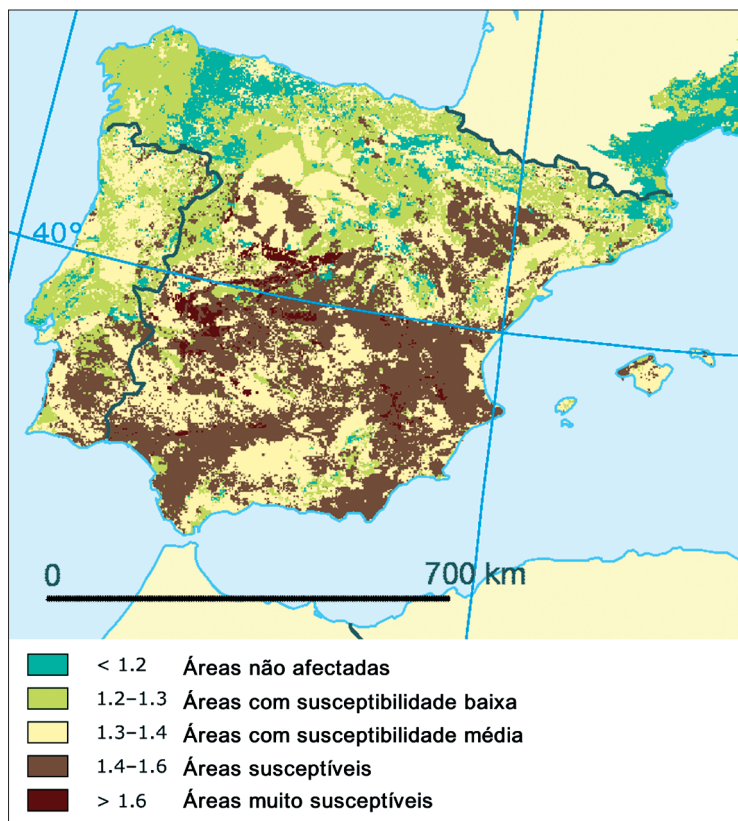 40°
0 700 km
< 1.2 Áreas não afectadas
1.2–1.3 Áreas com susceptibilidade baixa
1.3–1.4 Áreas com susceptibilidade média
1.4–1.6 Áreas susceptíveis
> 1.6 Áreas muito susceptíveis